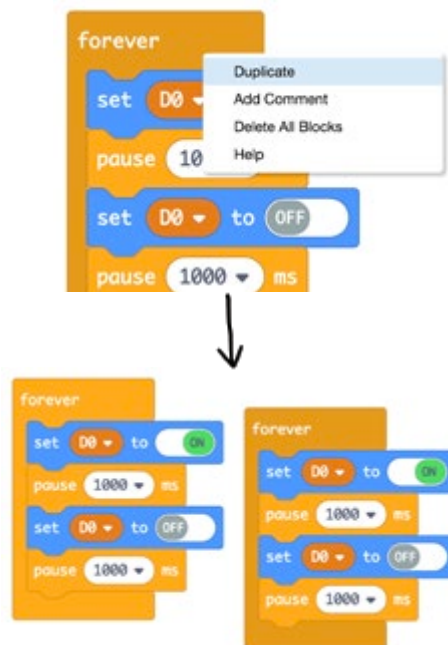 forever
Duplicate
set D0
Add Comment
Delete All Blocks
pause 10
Help
set D0 to OFF
pause 1000 ms
forever
set D0 to ON
pause 1000 ms
set D0 to OFF
pause 1000 ms
forever
set D0 to ON
pause 1000 ms
set D0 to OFF
pause 1000 ms